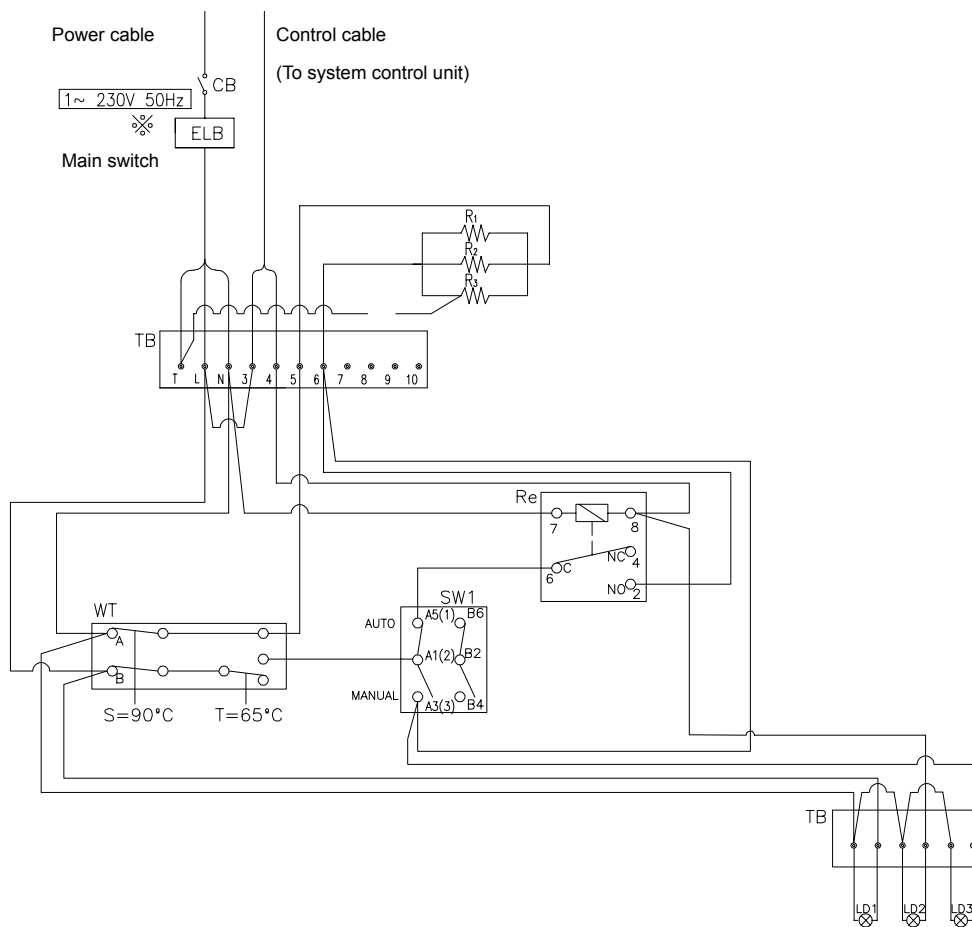 Power cable
Control cable
(To system control unit)
CB
1~ 230V 50Hz
※
ELB
Main switch
R1
R2
R3
TB
T L N 3 4 5 6 7 8 9 10
Re
7
8
NC 4
6 C
NO 2
SW1
WT
AUTO
A5(1) B6
A
A1(2) B2
B
MANUAL
A3(3) B4
S=90°C
T=65°C
TB
LD1 LD2 LD3